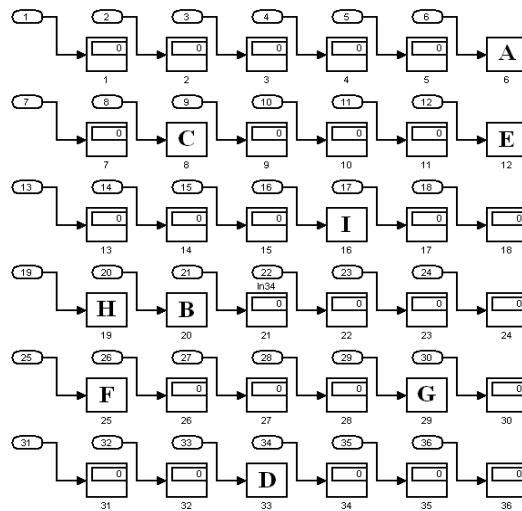 1 2 3 4 5 6
0 0 0 0 0 A
1 2 3 4 5 6
7 8 9 10 11 12
0 C 0 0 0 E
7 8 9 10 11 12
13 14 15 16 17 18
0 0 0 I 0 0
13 14 15 16 17 18
19 20 21 22 23 24
In34
H B 0 0 0 0
19 20 21 22 23 24
25 26 27 28 29 30
F 0 0 0 G 0
25 26 27 28 29 30
31 32 33 34 35 36
0 0 D 0 0 0
31 32 33 34 35 36